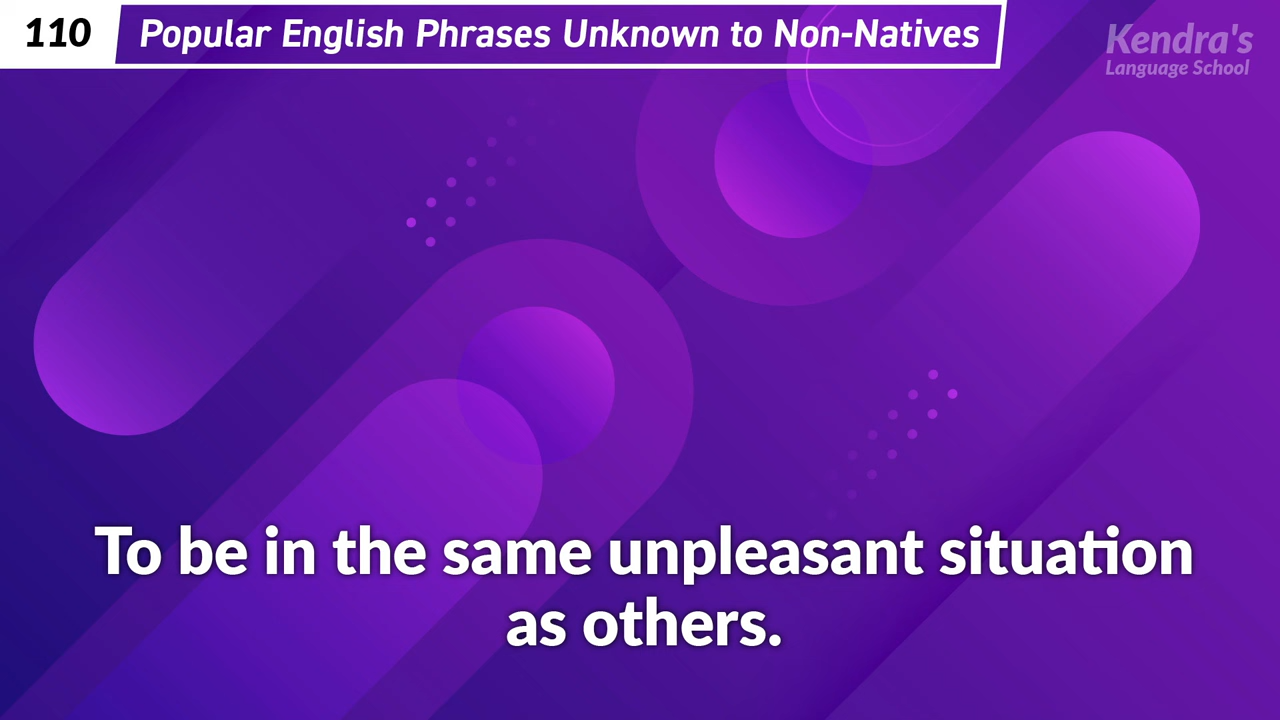 110 Popular English Phrases Unknown to Non-Natives
Kendra's
Language School
To be in the same unpleasant situation
as others.